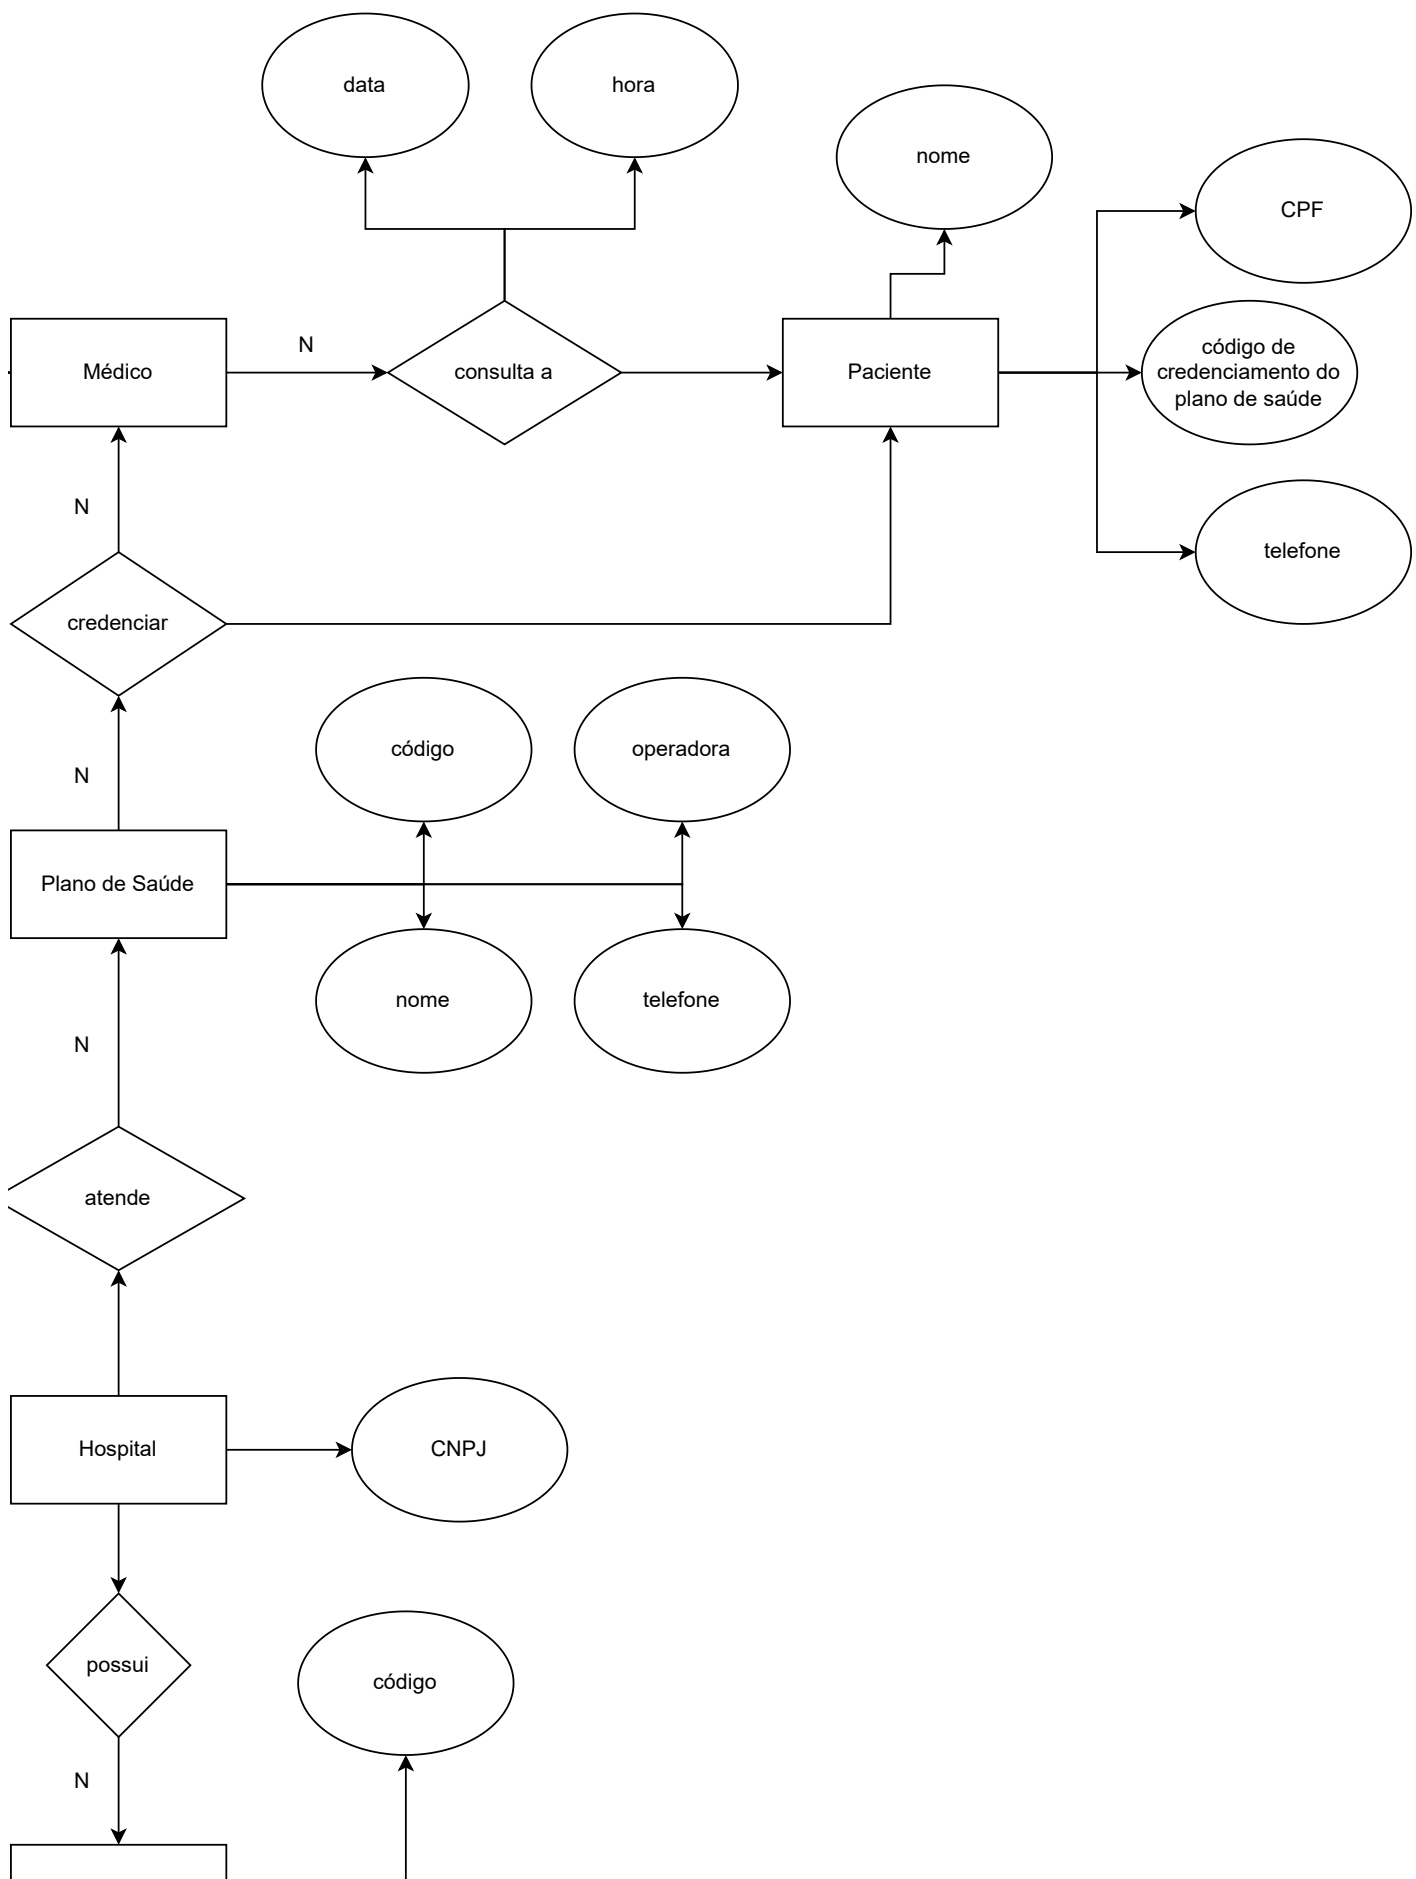 data
hora
nome
CPF
Médico
N
consulta a
Paciente
código de
credenciamento do
plano de saúde
N
telefone
credenciar
código
operadora
N
Plano de Saúde
nome
telefone
N
atende
Hospital
CNPJ
possui
código
N